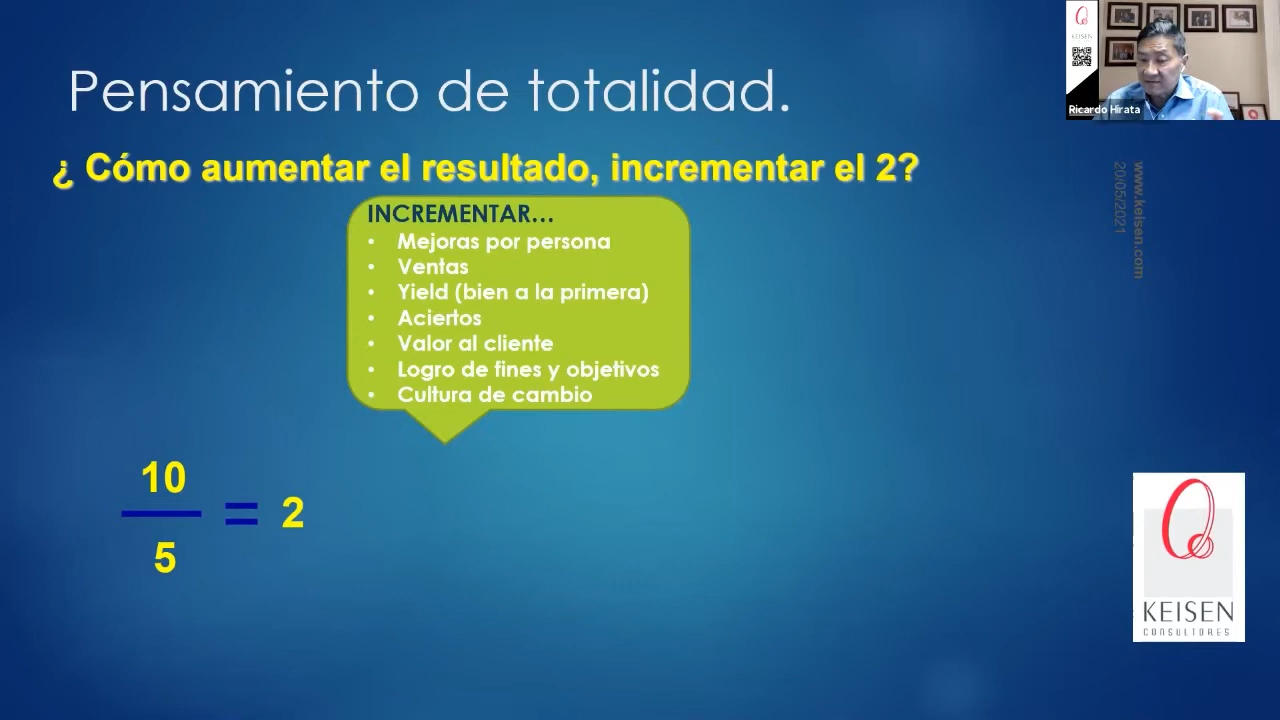 Pensamiento de totalidad.
¿ Cómo aumentar el resultado, incrementar el 2?
INCREMENTAR...
• Mejoras por persona
• Ventas
• Yield (bien a la primera)
• Aciertos
• Valor al cliente
• Logro de fines y objetivos
• Cultura de cambio
10
5
= 2
KEISEN
Ricardo Hirata
www.keisen.com
20/05/2021
KEISEN
CONSULTORES